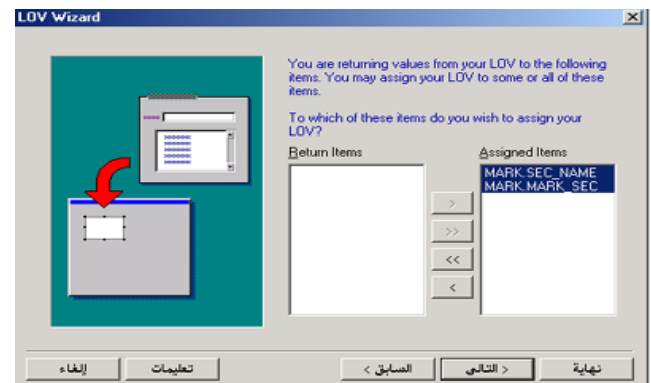 LOV Wizard
You are returning values from your LOV to the following
items. You may assign your LOV to some or all of these
items.
To which of these items do you wish to assign your
LOV?
Return Items
Assigned Items
MARK.SEC_NAME
MARK.MARK_SEC
>
>>
<<
<
إلغاء
تعليمات
السابق >
< التالي
نهاية